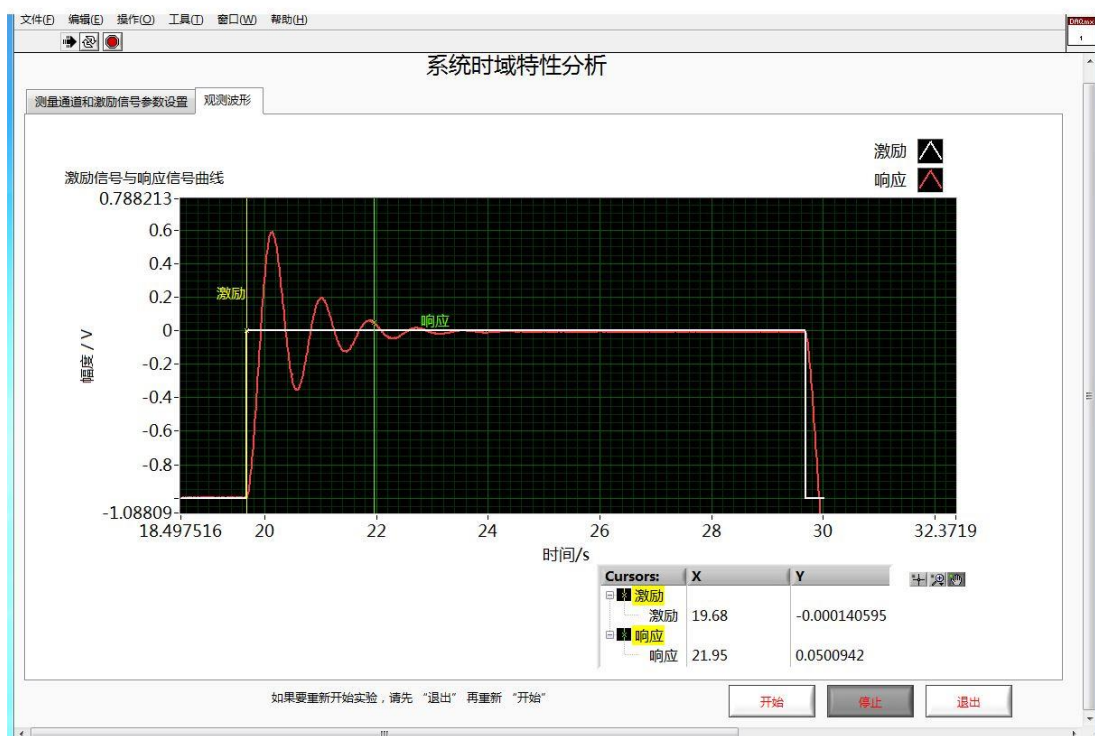 文件(F) 编辑(E) 操作(O) 工具(T) 窗口(W) 帮助(H)
DAQmx
1
系统时域特性分析
测量通道和激励信号参数设置 观测波形
激励
响应
激励信号与响应信号曲线
0.788213
0.6
0.4
0.2
0
-0.2
-0.4
-0.6
-0.8
-1.08809
幅度 / V
激励
响应
18.497516 20 22 24 26 28 30 32.3719
时间/s
Cursors: X Y
激励
激励 19.68 -0.000140595
响应
响应 21.95 0.0500942
如果要重新开始实验，请先 “退出” 再重新 “开始”
开始 停止 退出